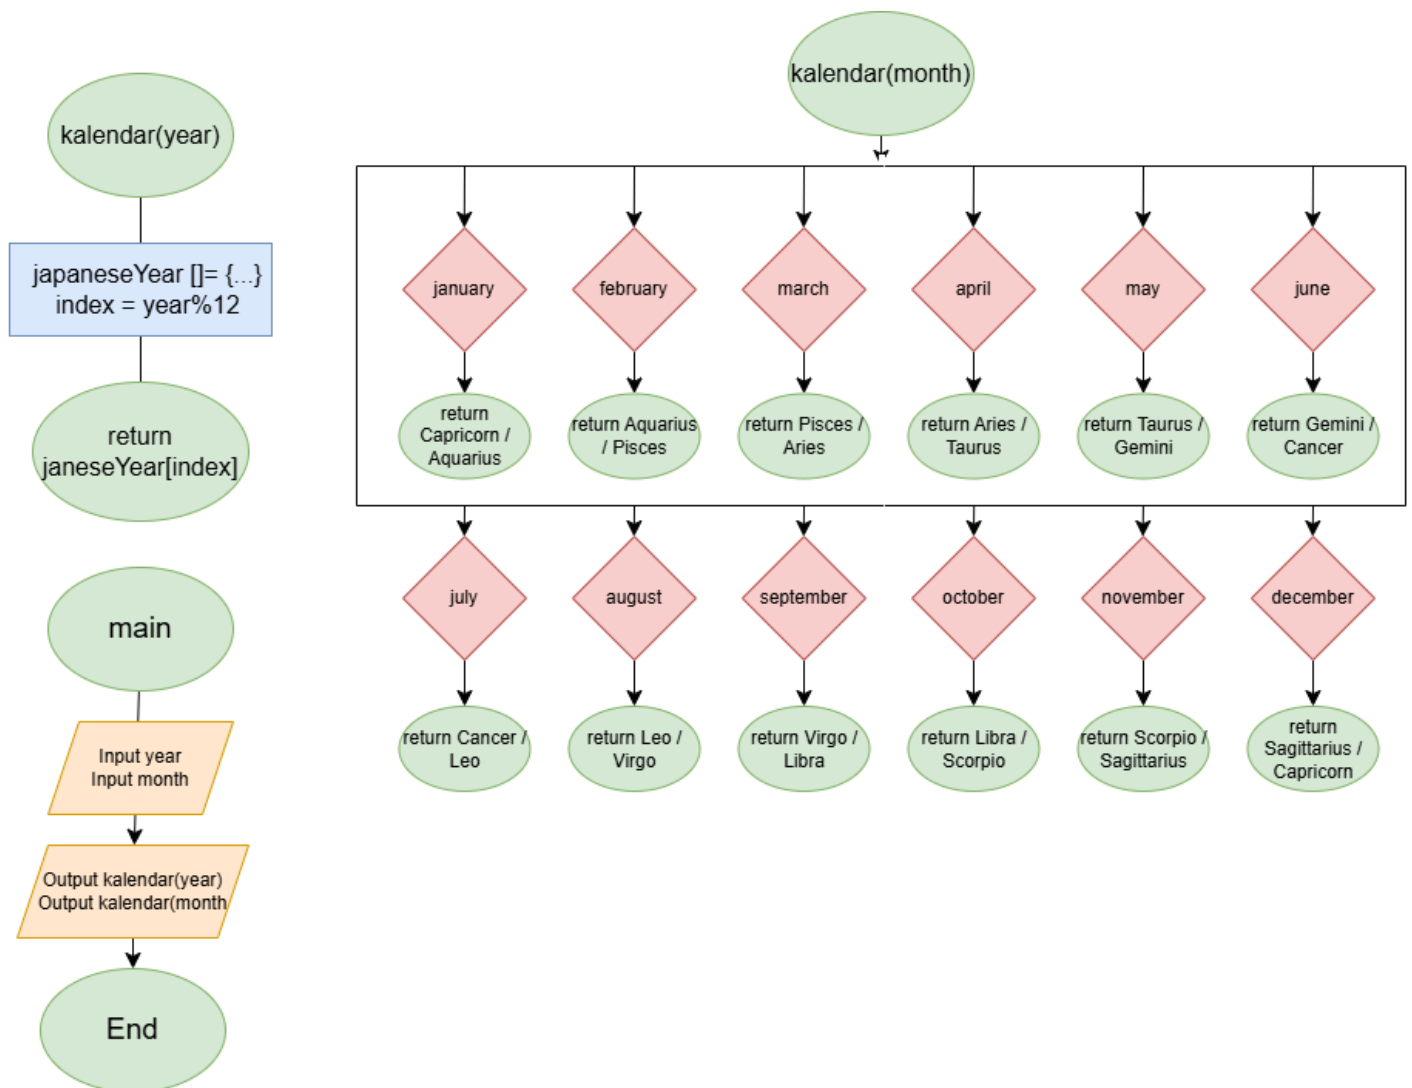 kalendar(year)
japaneseYear []= {...}
index = year%12
return
janeseYear[index]
main
Input year
Input month
Output kalendar(year)
Output kalendar(month
End
kalendar(month)
january
february
march
april
may
june
return
Capricorn /
Aquarius
return Aquarius
/ Pisces
return Pisces /
Aries
return Aries /
Taurus
return Taurus /
Gemini
return Gemini /
Cancer
july
august
september
october
november
december
return Cancer /
Leo
return Leo /
Virgo
return Virgo /
Libra
return Libra /
Scorpio
return Scorpio /
Sagittarius
return
Sagittarius /
Capricorn